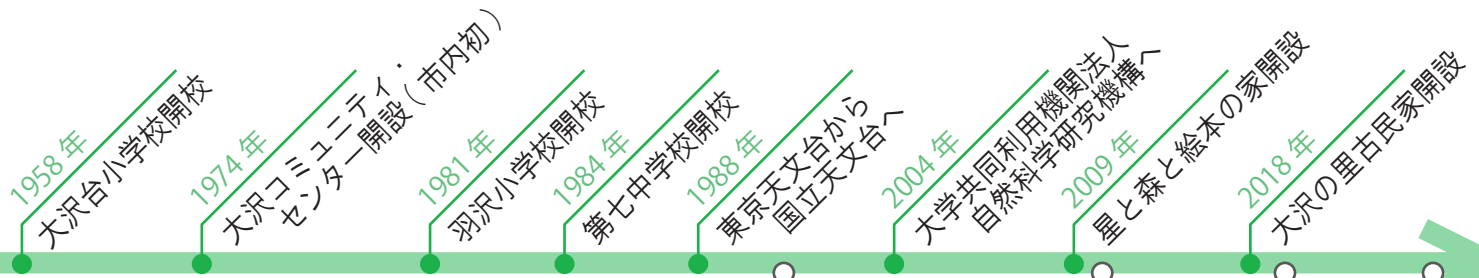 1958 年
大沢台小学校開校
1974 年
大沢コミュニティ・
センター開設（市内初）
1981 年
羽沢小学校開校
1984 年
第七中学校開校
1988 年
東京天文台から
国立天文台へ
2004 年
大学共同利用機関法人
自然科学研究機構へ
2009 年
星と森と絵本の家開設
2018 年
大沢の里古民家開設